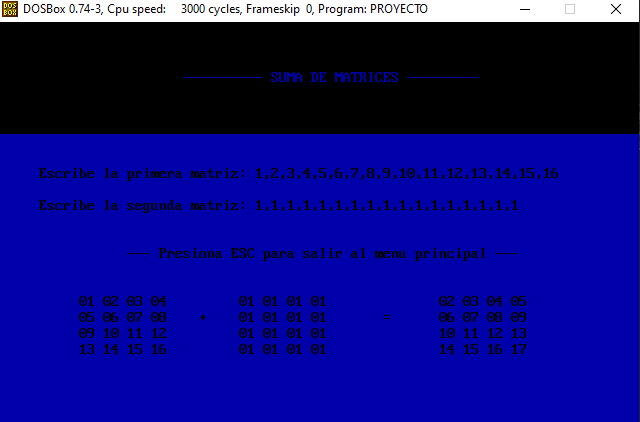 DOS BOX DOSBox 0.74-3, Cpu speed: 3000 cycles, Frameskip 0, Program: PROYECTO
SUMA DE MATRICES
Escribe la primera matrix: 1,2,3,4,5,6,7,8,9,10,11,12,13,14,15,16
Escribe la segunda matrix: 1,1,1,1,1,1,1,1,1,1,1,1,1,1,1,1,1
Presiona ESC para salir al menu principal
01 02 03 04 01 01 01 01 02 03 04 05
05 06 07 08 + 01 01 01 01 = 06 07 08 09
09 10 11 12 01 01 01 01 10 11 12 13
13 14 15 16 01 01 01 01 14 15 16 17